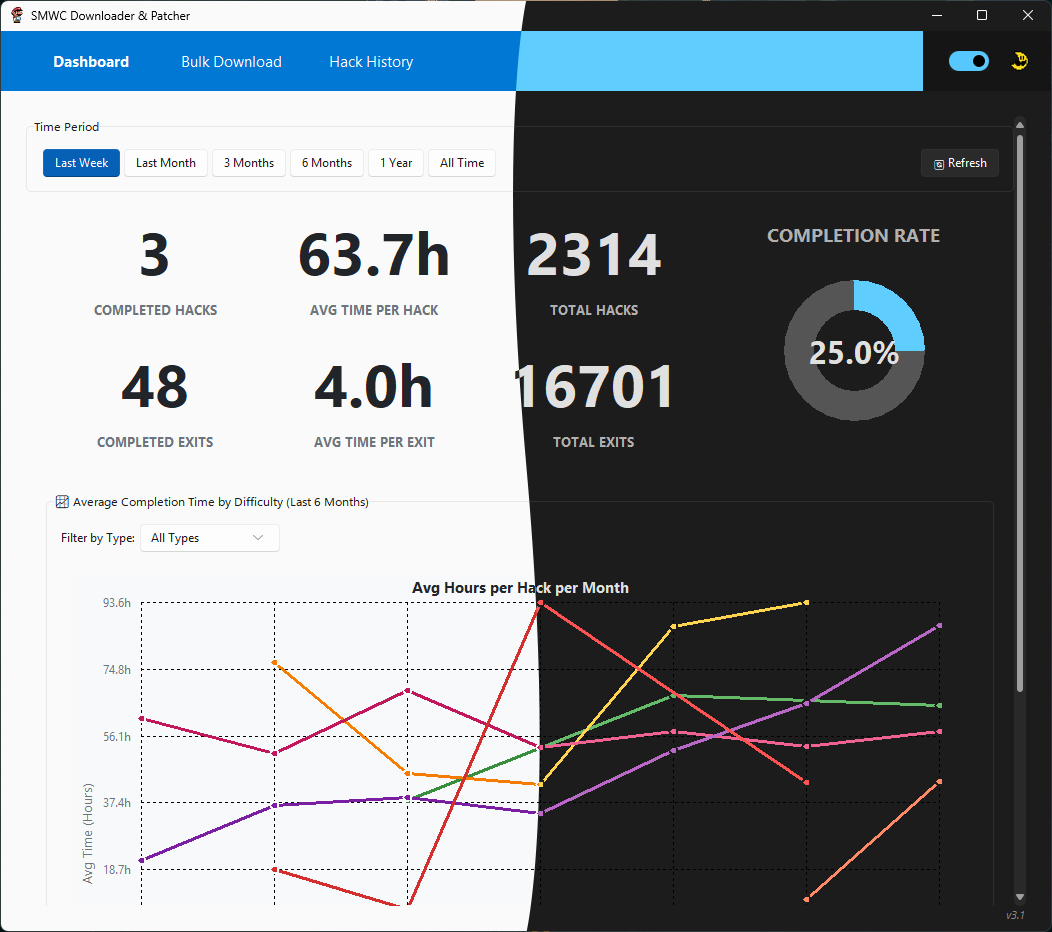 SMWC Downloader & Patcher
Dashboard Bulk Download Hack History
Time Period
Last Week Last Month 3 Months 6 Months 1 Year All Time Refresh
3 63.7h 2314 COMPLETION RATE
COMPLETED HACKS AVG TIME PER HACK TOTAL HACKS
25.0%
48 4.0h 16701
COMPLETED EXITS AVG TIME PER EXIT TOTAL EXITS
Average Completion Time by Difficulty (Last 6 Months)
Filter by Type: All Types
Avg Hours per Hack per Month
93.6h
74.8h
56.1h
37.4h
18.7h
Avg Time (Hours)
v3.1